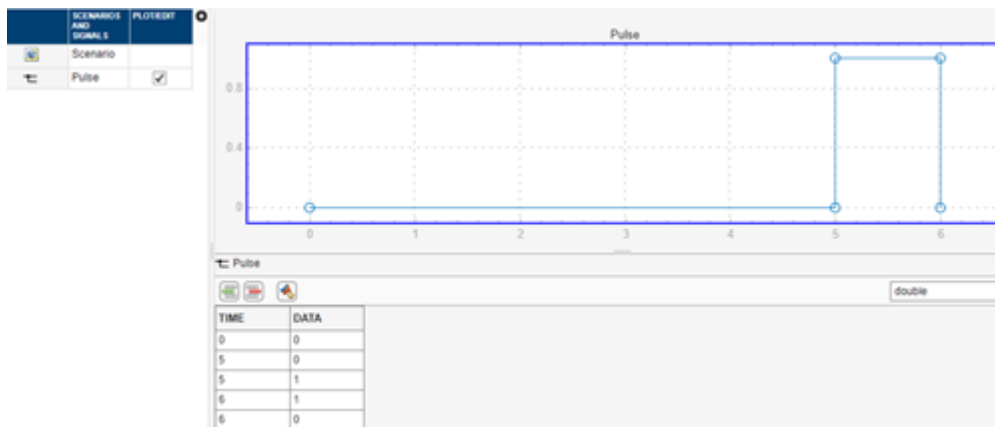 SCENARIOS AND SIGNALS PLOT/EDIT
Scenario
Pulse
Pulse
0.8
0.4
0
0 1 2 3 4 5 6
Pulse
double
TIME DATA
0 0
5 0
5 1
6 1
6 0